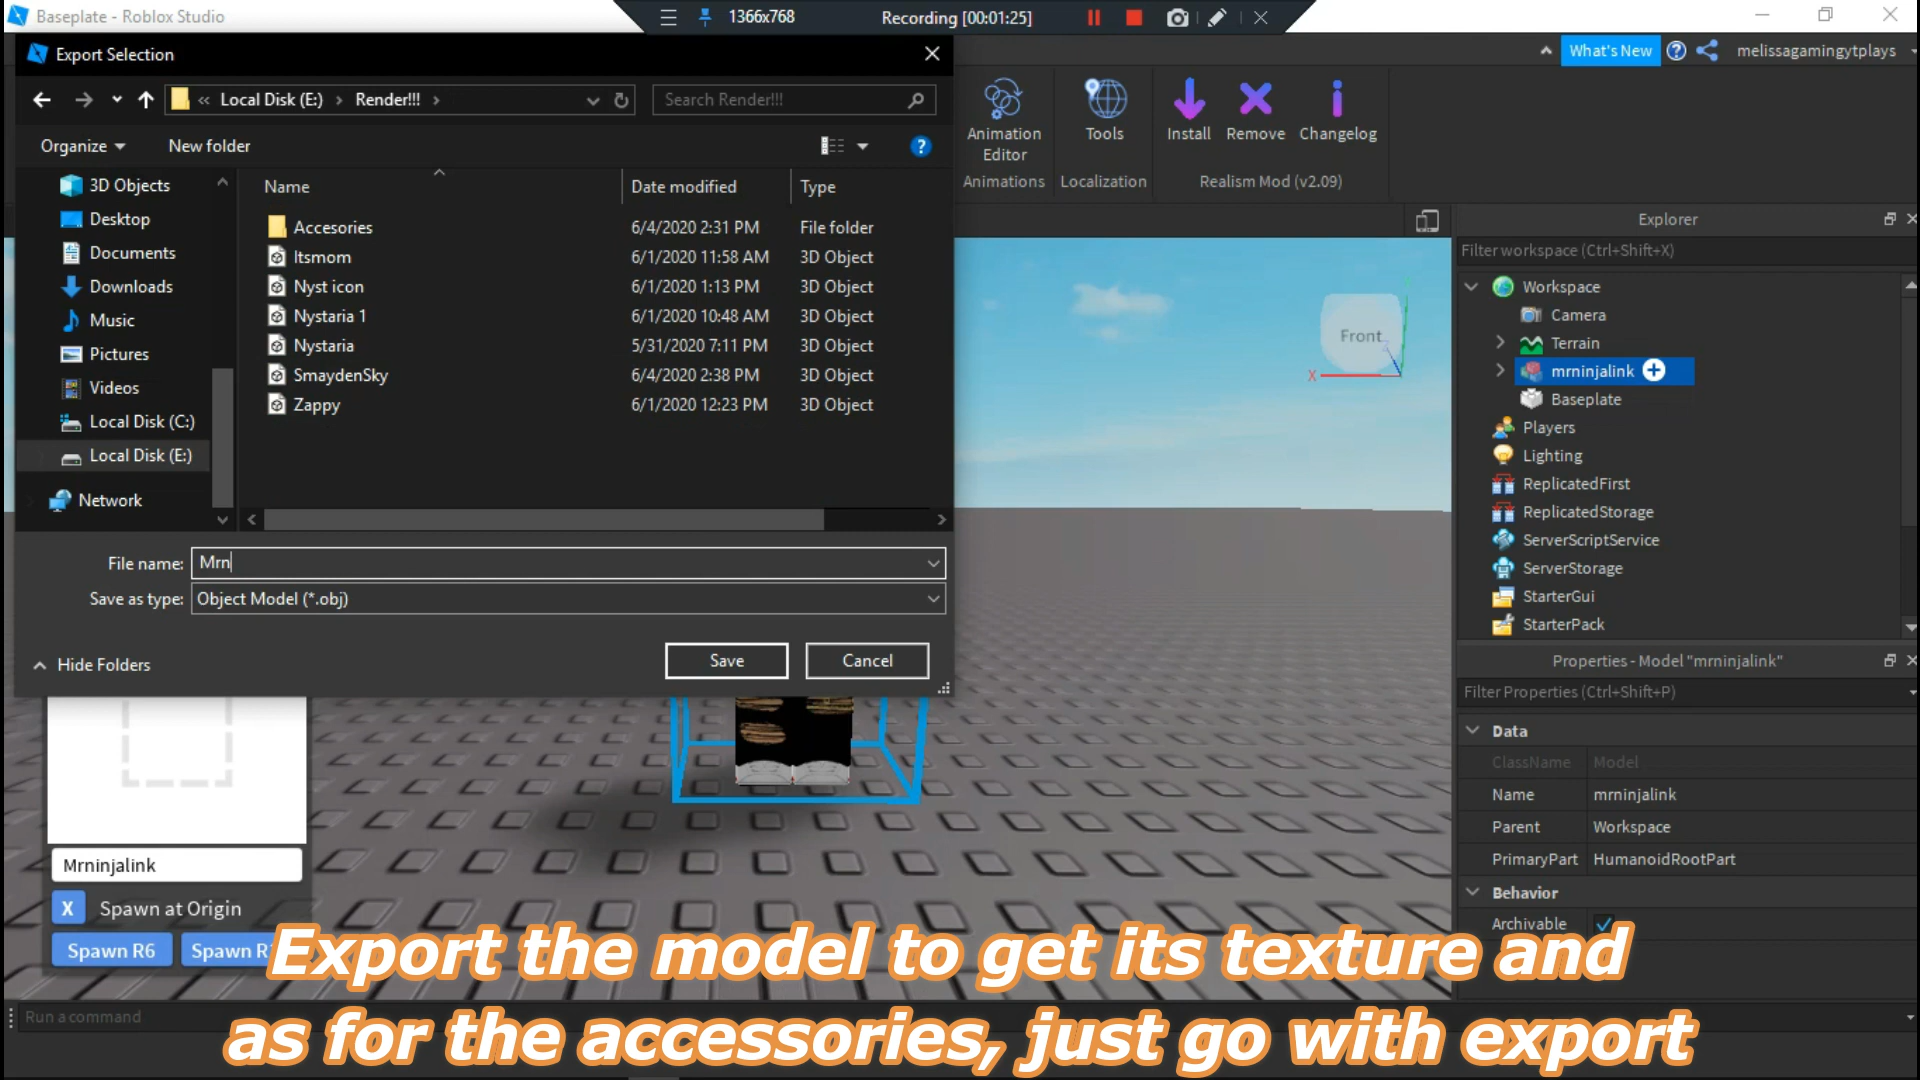 Baseplate - Roblox Studio
1366x768
Recording [00:01:25]
Export Selection
What's New
melissagamingytplays
Local Disk (E:)
Render!!!
Search Render!!!
Organize
New folder
Animation
Editor
Tools
Install
Remove
Changelog
Animations
Localization
Realism Mod (v2.09)
Name
Date modified
Type
3D Objects
Desktop
Documents
Downloads
Music
Pictures
Videos
Local Disk (C:)
Local Disk (E:)
Network
Accesories 6/4/2020 2:31 PM File folder
Itsmom 6/1/2020 11:58 AM 3D Object
Nyst icon 6/1/2020 1:13 PM 3D Object
Nystaria 1 6/1/2020 10:48 AM 3D Object
Nystaria 5/31/2020 7:11 PM 3D Object
SmaydenSky 6/4/2020 2:38 PM 3D Object
Zappy 6/1/2020 12:23 PM 3D Object
File name: Mrn
Save as type: Object Model (*.obj)
Hide Folders
Save
Cancel
Front
X
Explorer
Filter workspace (Ctrl+Shift+X)
Workspace
Camera
Terrain
mrninjalink
Baseplate
Players
Lighting
ReplicatedFirst
ReplicatedStorage
ServerScriptService
ServerStorage
StarterGui
StarterPack
Properties - Model "mrninjalink"
Filter Properties (Ctrl+Shift+P)
Data
ClassName Model
Name mrninjalink
Parent Workspace
PrimaryPart HumanoidRootPart
Behavior
Archivable
Mrninjalink
X Spawn at Origin
Spawn R6
Spawn R
Run a command
Export the model to get its texture and
as for the accessories, just go with export